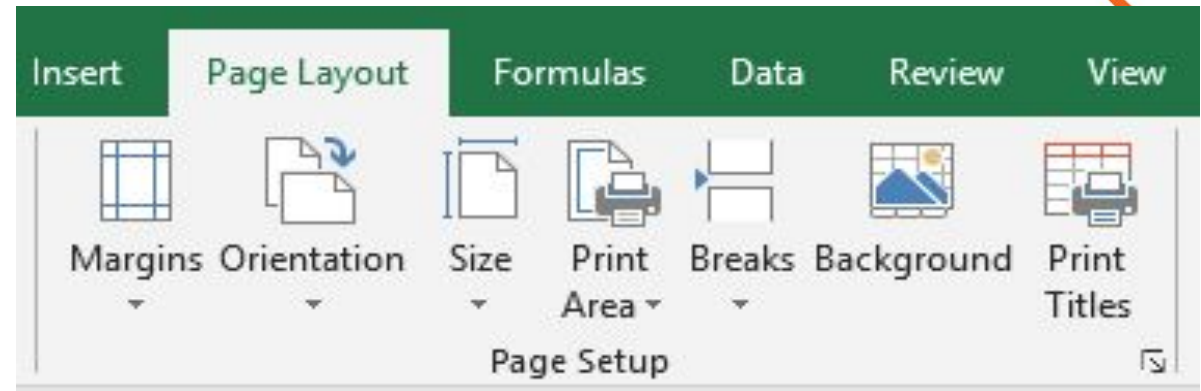 Insert Page Layout Formulas Data Review View
Margins Orientation Size Print Area Breaks Background Print Titles
Page Setup